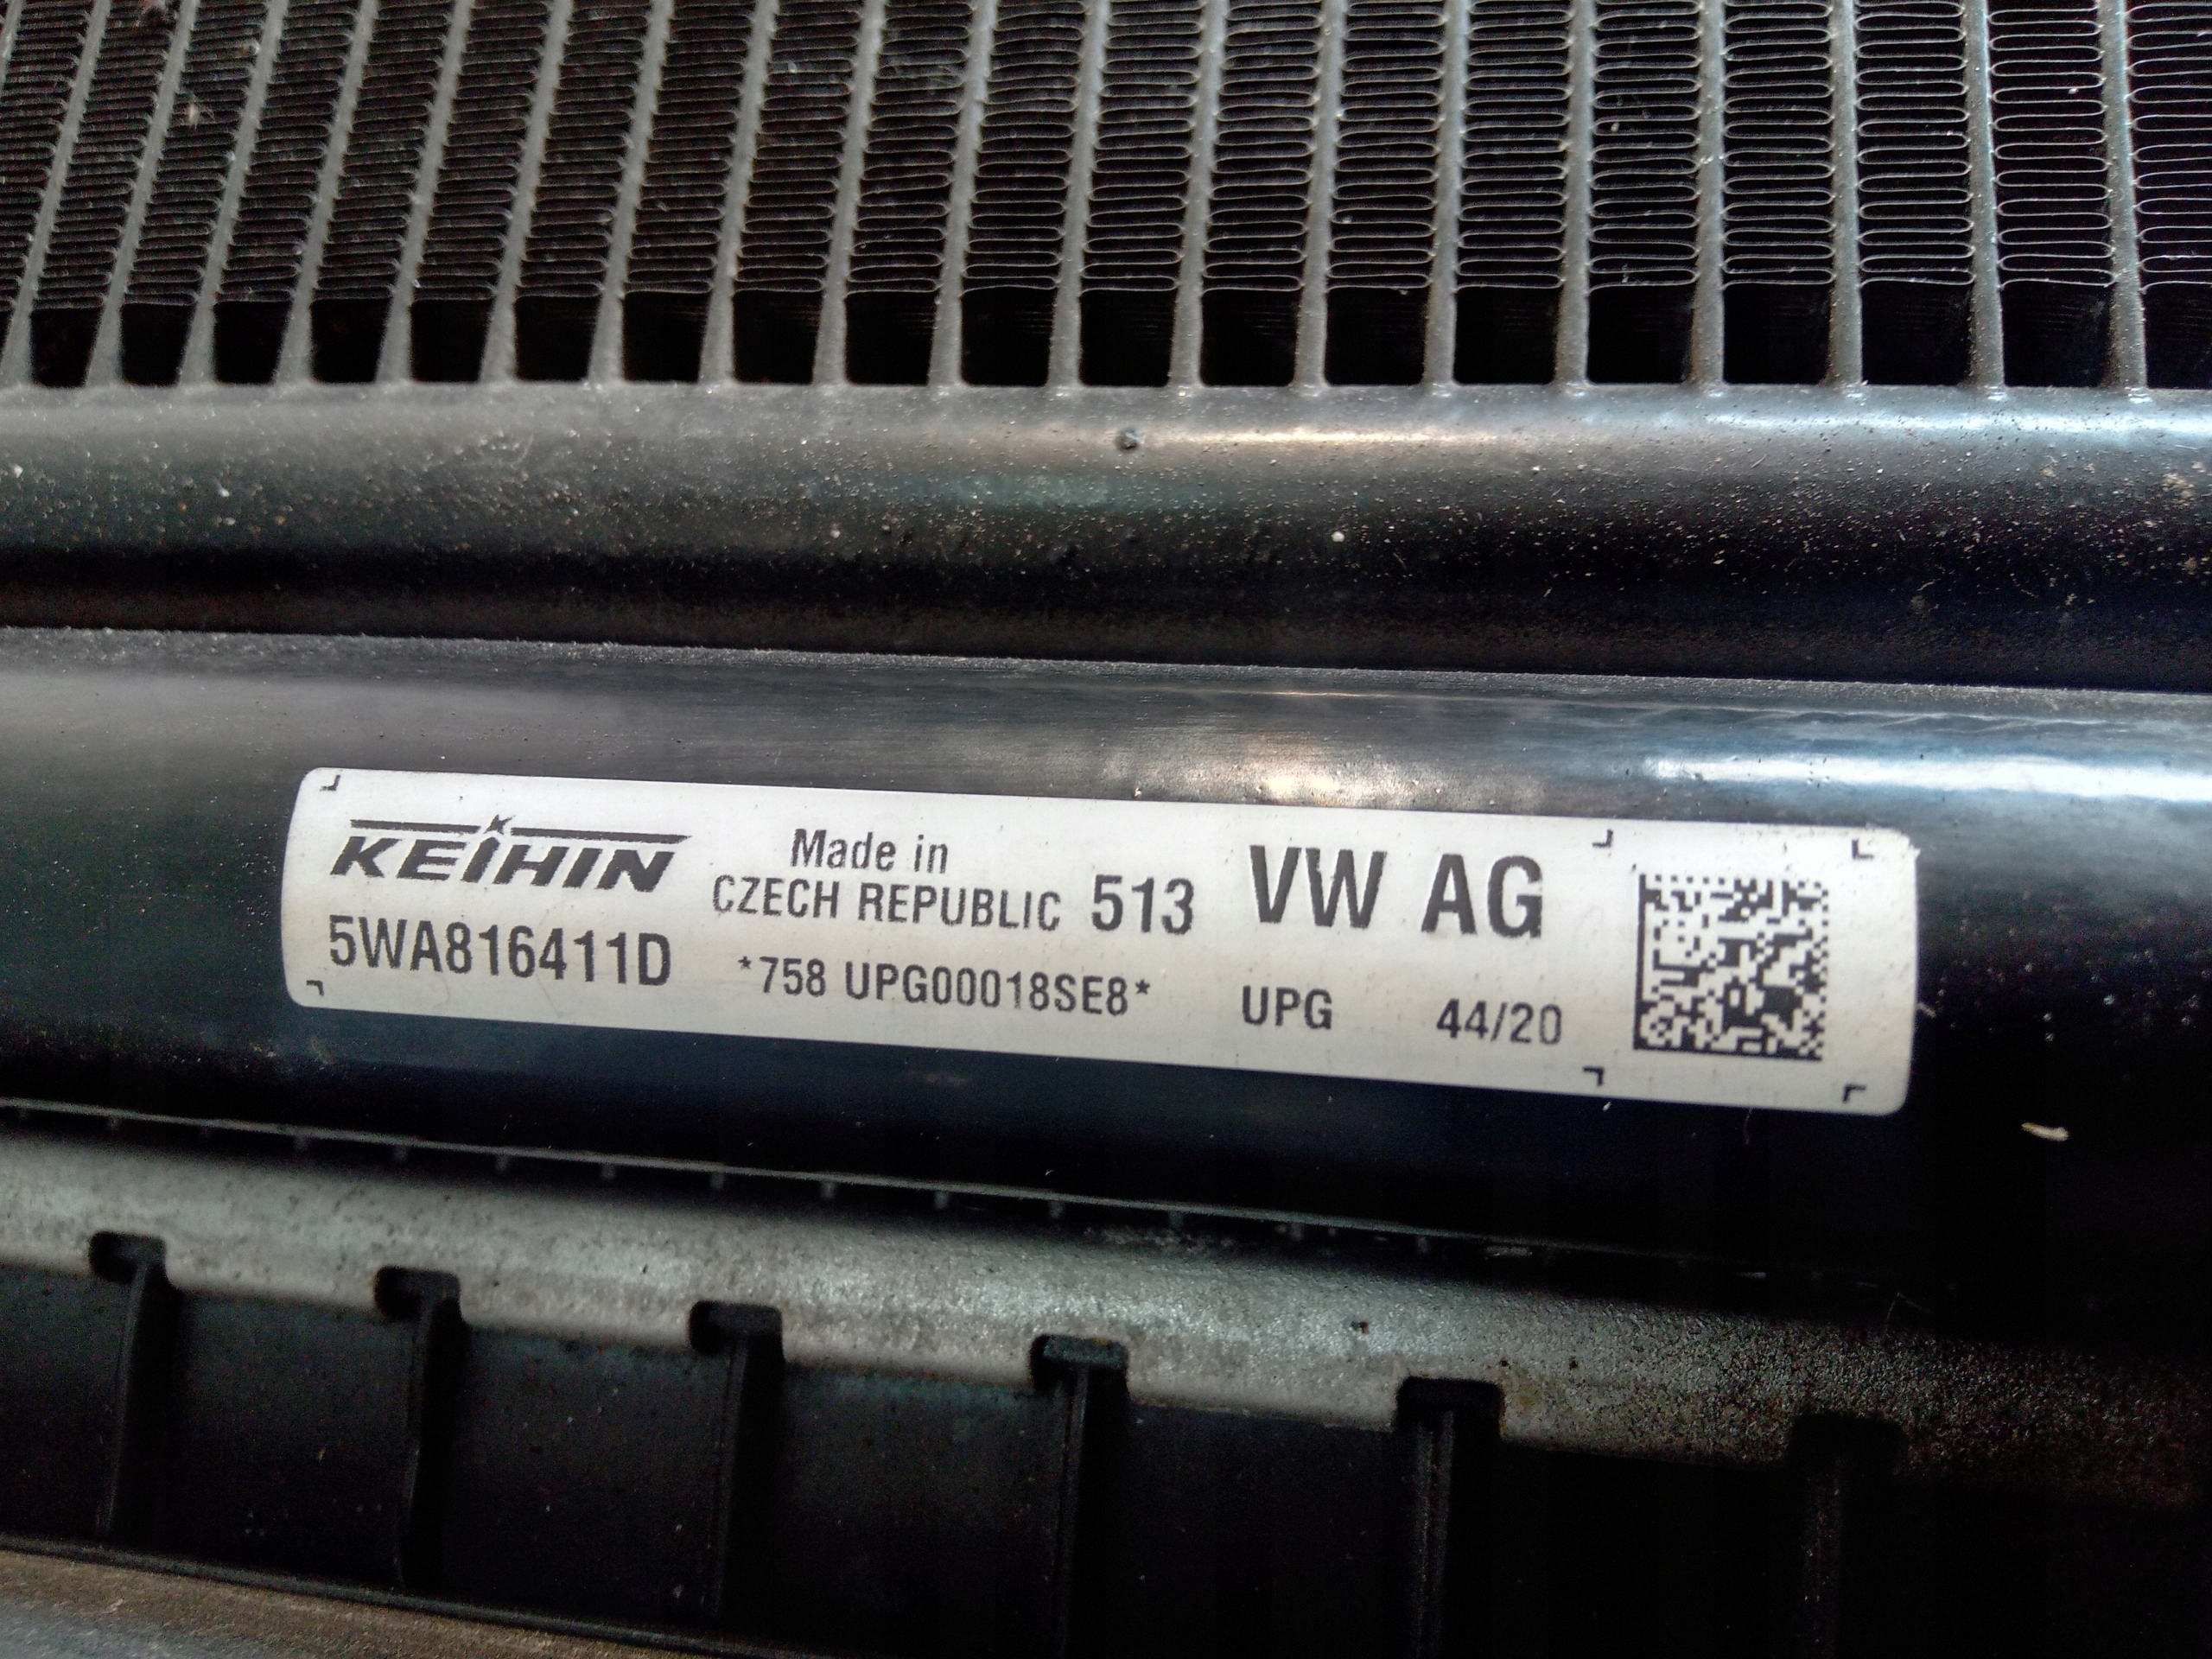 KEIHIN
Made in
CZECH REPUBLIC 513 VW AG
5WA816411D *758 UPG00018SE8* UPG 44/20